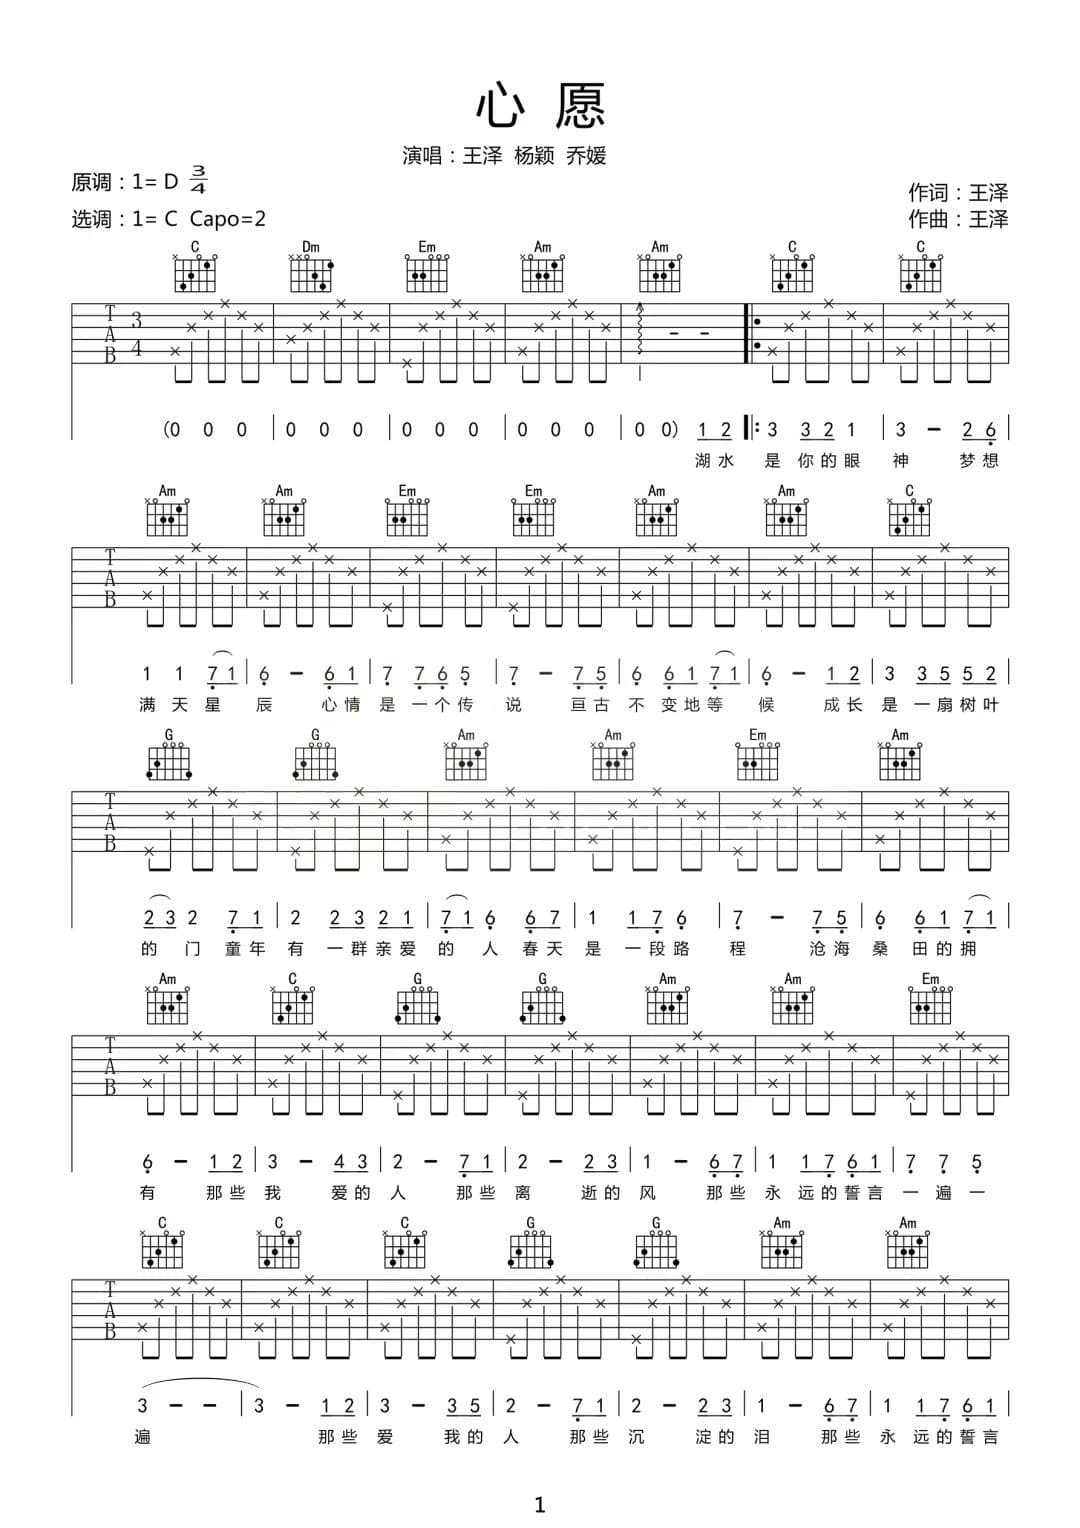 心 愿
演唱：王泽 杨颖 乔媛
原调：1= D 3/4
作词：王泽
选调：1= C Capo=2
作曲：王泽
C Dm Em Am Am C C
T A B 3 4
(0 0 0 | 0 0 0 | 0 0 0 | 0 0 0 | 0 0) 1 2 |: 3 3 2 1 | 3 - 2 6 |
湖 水 是 你 的 眼 神 梦 想
Am Am Em Em Am Am C
T A B
1 1 7 1 | 6 - 6 1 | 7 7 6 5 | 7 - 7 5 | 6 6 1 7 1 | 6 - 1 2 | 3 3 5 5 2 |
满 天 星 辰 心 情 是 一 个 传 说 亘 古 不 变 地 等 候 成 长 是 一 扇 树 叶
G G Am Am Em Am
T A B
2 3 2 7 1 | 2 2 3 2 1 | 7 1 6 6 7 | 1 1 7 6 | 7 - 7 5 | 6 6 1 7 1 |
的 门 童 年 有 一 群 亲 爱 的 人 春 天 是 一 段 路 程 沧 海 桑 田 的 拥
Am C G G Am Am Em
T A B
6 - 1 2 | 3 - 4 3 | 2 - 7 1 | 2 - 2 3 | 1 - 6 7 | 1 1 7 6 1 | 7 7 5 |
有 那 些 我 爱 的 人 那 些 离 逝 的 风 那 些 永 远 的 誓 言 一 遍 一
C C C G G Am Am
T A B
3 - - | 3 - 1 2 | 3 - 3 5 | 2 - 7 1 | 2 - 2 3 | 1 - 6 7 | 1 1 7 6 1 |
遍 那 些 爱 我 的 人 那 些 沉 淀 的 泪 那 些 永 远 的 誓 言
1